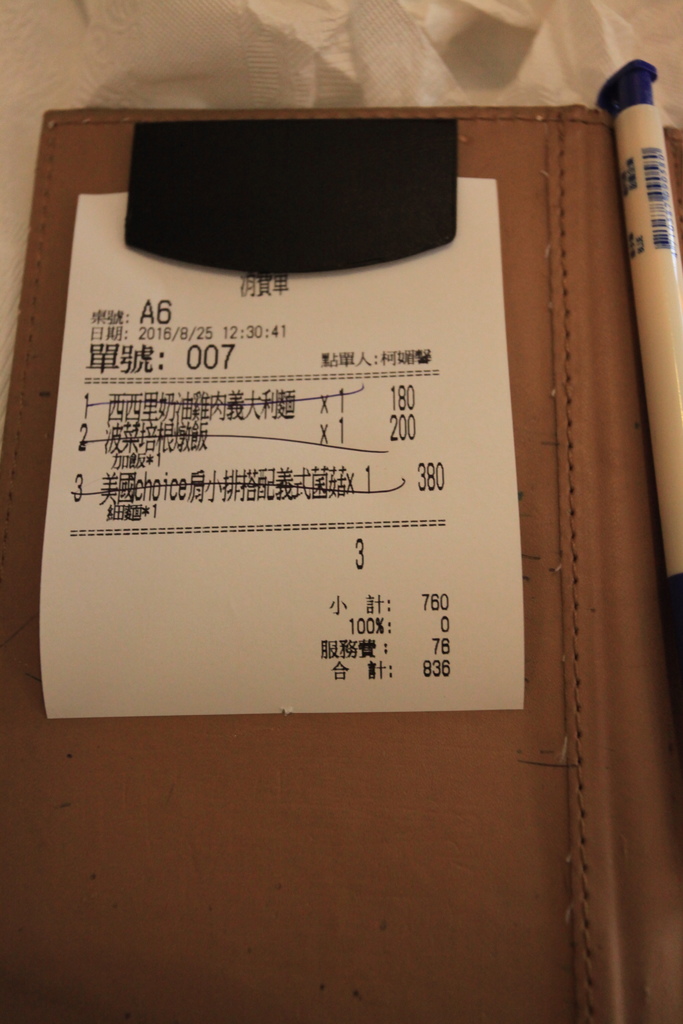 消費單
桌號: A6
日期: 2016/8/25 12:30:41
單號: 007 點單人:柯媚馨
1 西西里奶油雞肉義大利麵 x 1 180
2 波菜培根燉飯 x 1 200
加飯*1
3 美國choice肩小排搭配義式菌菇x 1 380
細麵*1
3
小 計: 760
100%: 0
服務費: 76
合 計: 836